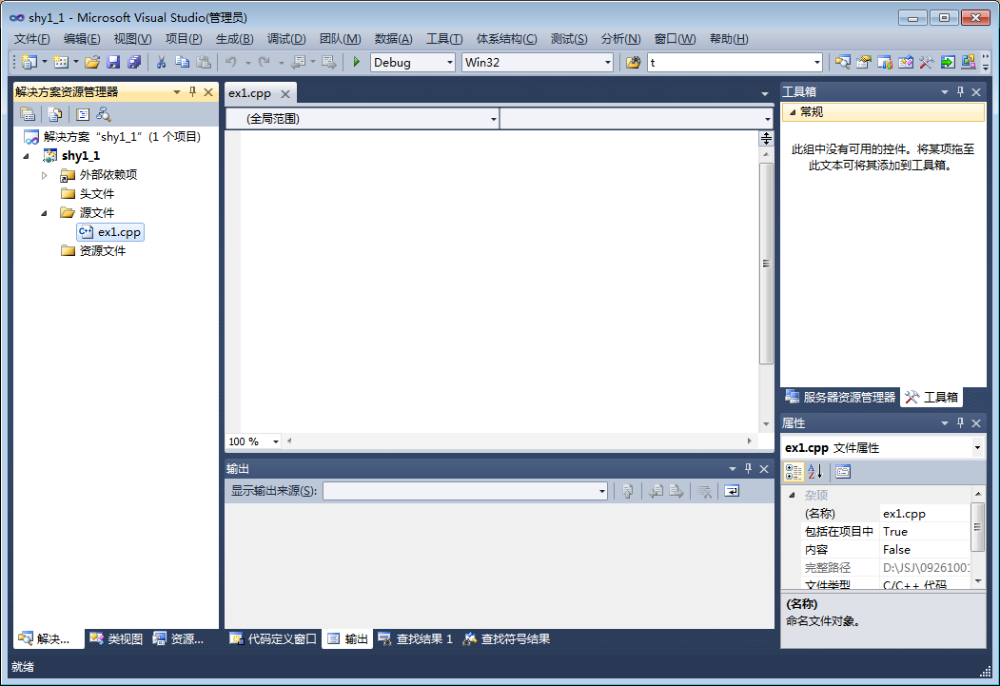 shy1_1 - Microsoft Visual Studio(管理员)
文件(F) 编辑(E) 视图(V) 项目(P) 生成(B) 调试(D) 团队(M) 数据(A) 工具(T) 体系结构(C) 测试(S) 分析(N) 窗口(W) 帮助(H)
Debug Win32 t
解决方案资源管理器
解决方案“shy1_1”(1 个项目)
shy1_1
外部依赖项
头文件
源文件
ex1.cpp
资源文件
解决... 类视图 资源...
ex1.cpp
(全局范围)
100 %
输出
显示输出来源(S):
代码定义窗口 输出 查找结果 1 查找符号结果
工具箱
常规
此组中没有可用的控件。将某项拖至
此文本可将其添加到工具箱。
服务器资源管理器 工具箱
属性
ex1.cpp 文件属性
杂项
(名称) ex1.cpp
包括在项目中 True
内容 False
完整路径 D:\JSJ\09261001
文件类型 C/C++ 代码
(名称)
命名文件对象。
就绪